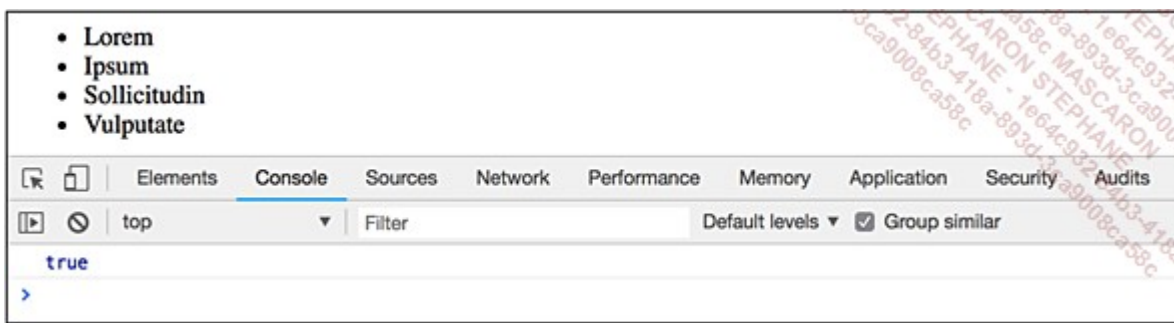 • Lorem
• Ipsum
• Sollicitudin
• Vulputate
Elements Console Sources Network Performance Memory Application Security Audits
top Filter Default levels Group similar
true
>